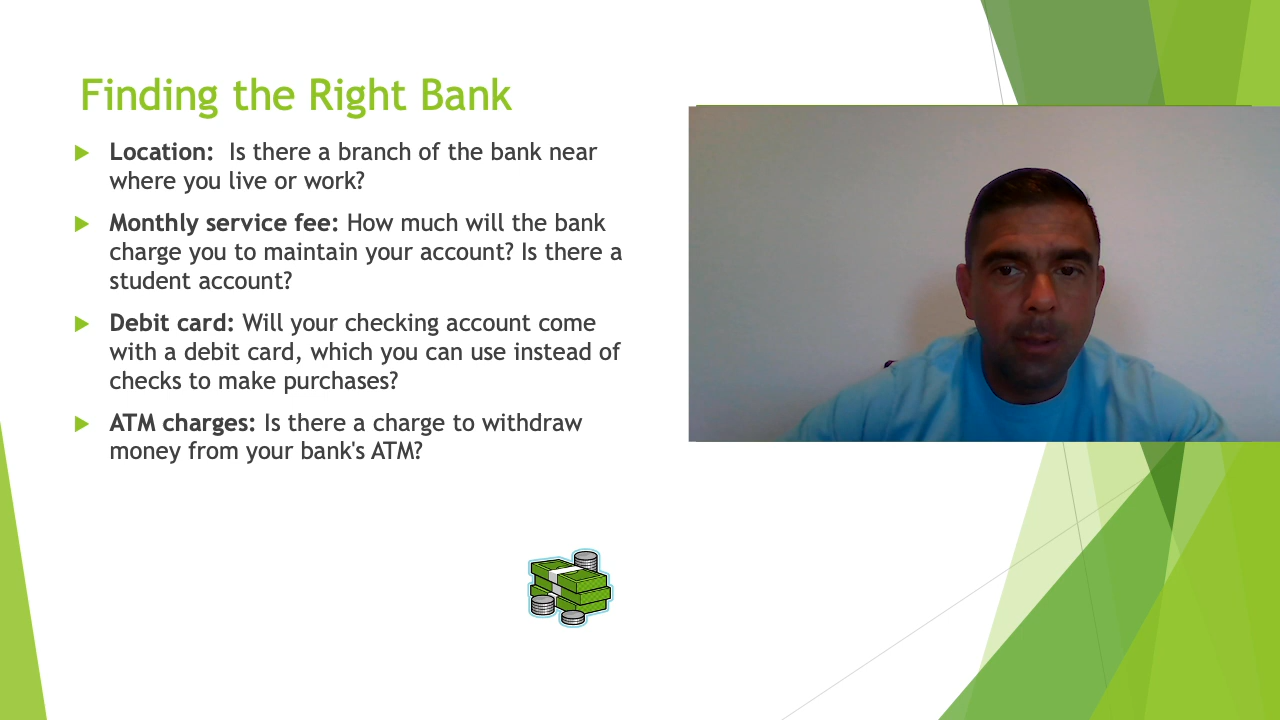 Finding the Right Bank
Location:  Is there a branch of the bank near
where you live or work?
Monthly service fee: How much will the bank
charge you to maintain your account? Is there a
student account?
Debit card: Will your checking account come
with a debit card, which you can use instead of
checks to make purchases?
ATM charges: Is there a charge to withdraw
money from your bank's ATM?